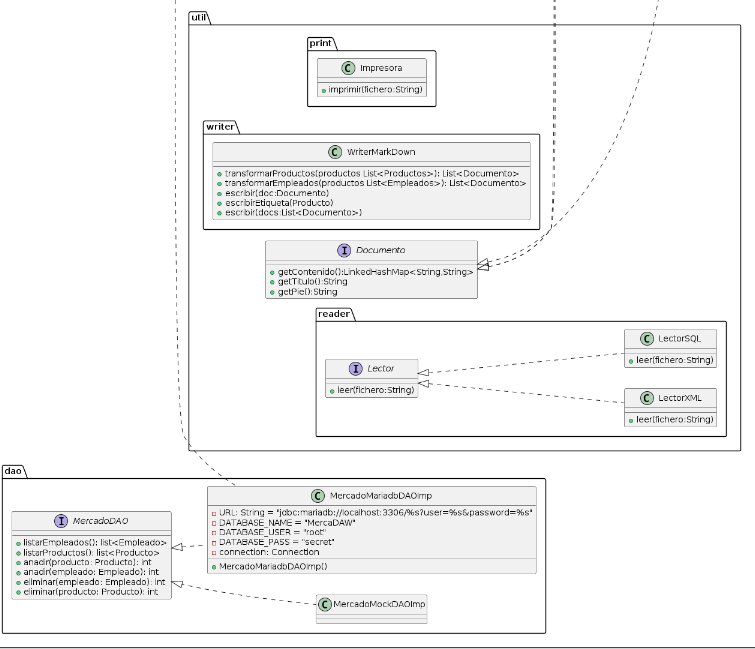 util
print
C Impresora
imprimir(fichero:String)
writer
C WriterMarkDown
transformarProductos(productos List<Productos>): List<Documento>
transformarEmpleados(productos List<Empleados>): List<Documento>
escribir(doc:Documento)
escribirEtiqueta(Producto)
escribir(docs:List<Documento>)
I Documento
getContenido():LinkedHashMap<String,String>
getTitulo():String
getPie():String
reader
C LectorSQL
leer(fichero:String)
I Lector
leer(fichero:String)
C LectorXML
leer(fichero:String)
dao
C MercadoMariadbDAOImp
URL: String = "jdbc:mariadb://localhost:3306/%s?user=%s&password=%s"
DATABASE_NAME = "MercaDAW"
DATABASE_USER = "root"
DATABASE_PASS = "secret"
connection: Connection
MercadoMariadbDAOImp()
I MercadoDAO
listarEmpleados(): list<Empleado>
listarProductos(): list<Producto>
anadir(producto: Producto): int
anadir(empleado: Empleado): int
eliminar(empleado: Empleado): int
eliminar(producto: Producto): int
C MercadoMockDAOImp